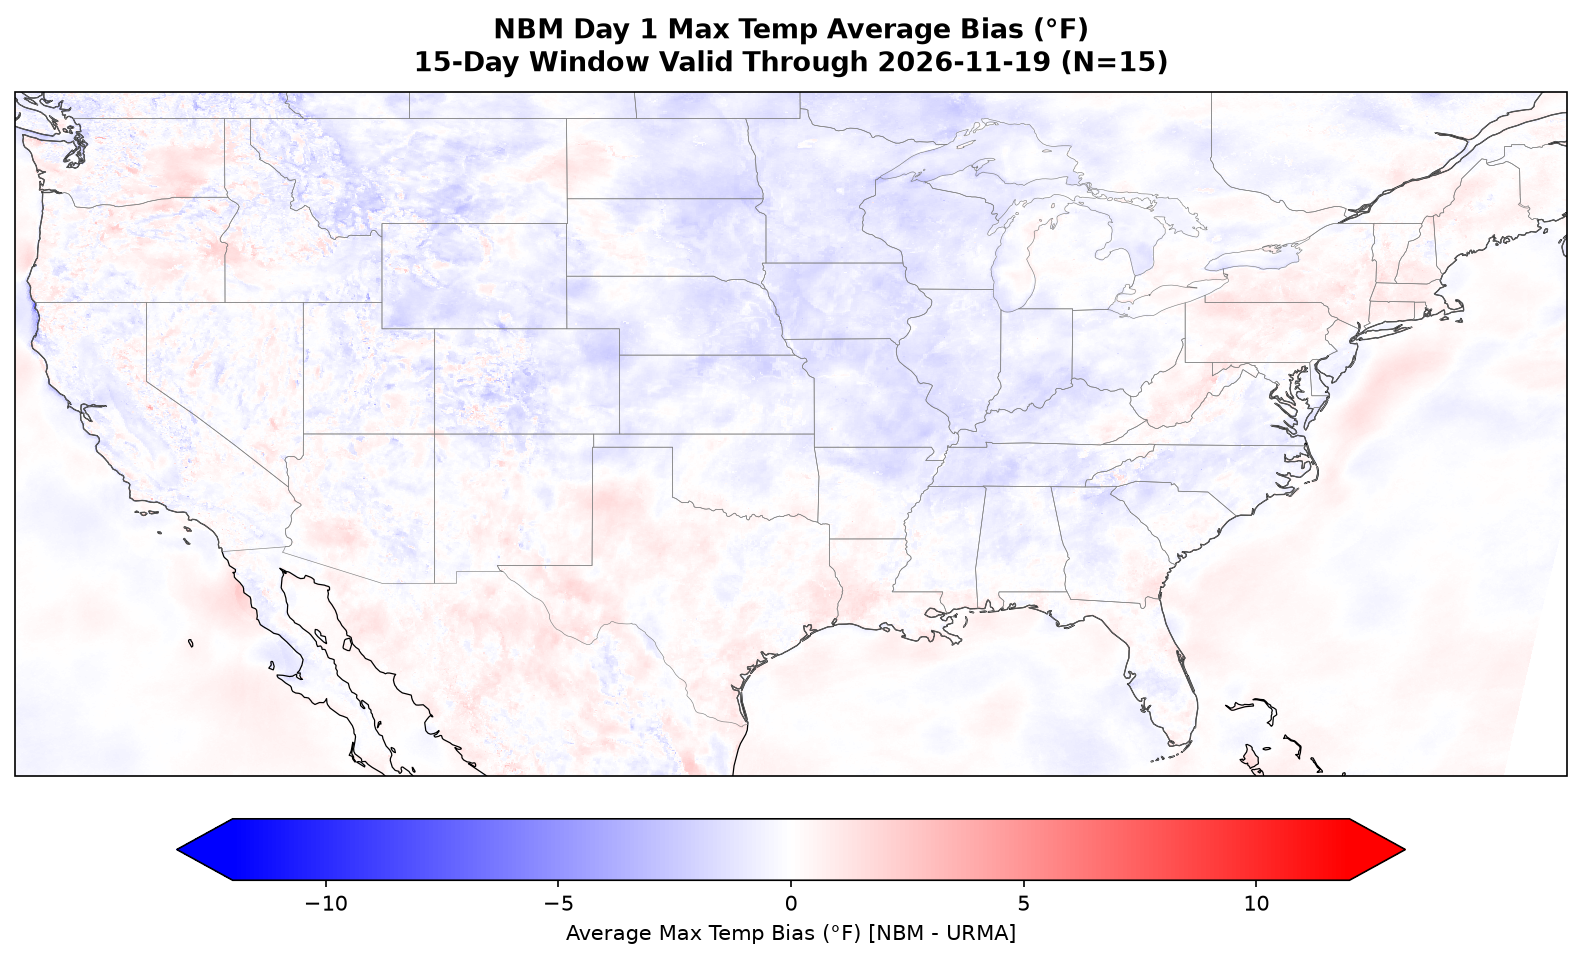 NBM Day 1 Max Temp Average Bias (°F)
15-Day Window Valid Through 2026-11-19 (N=15)
−10 −5 0 5 10
Average Max Temp Bias (°F) [NBM - URMA]